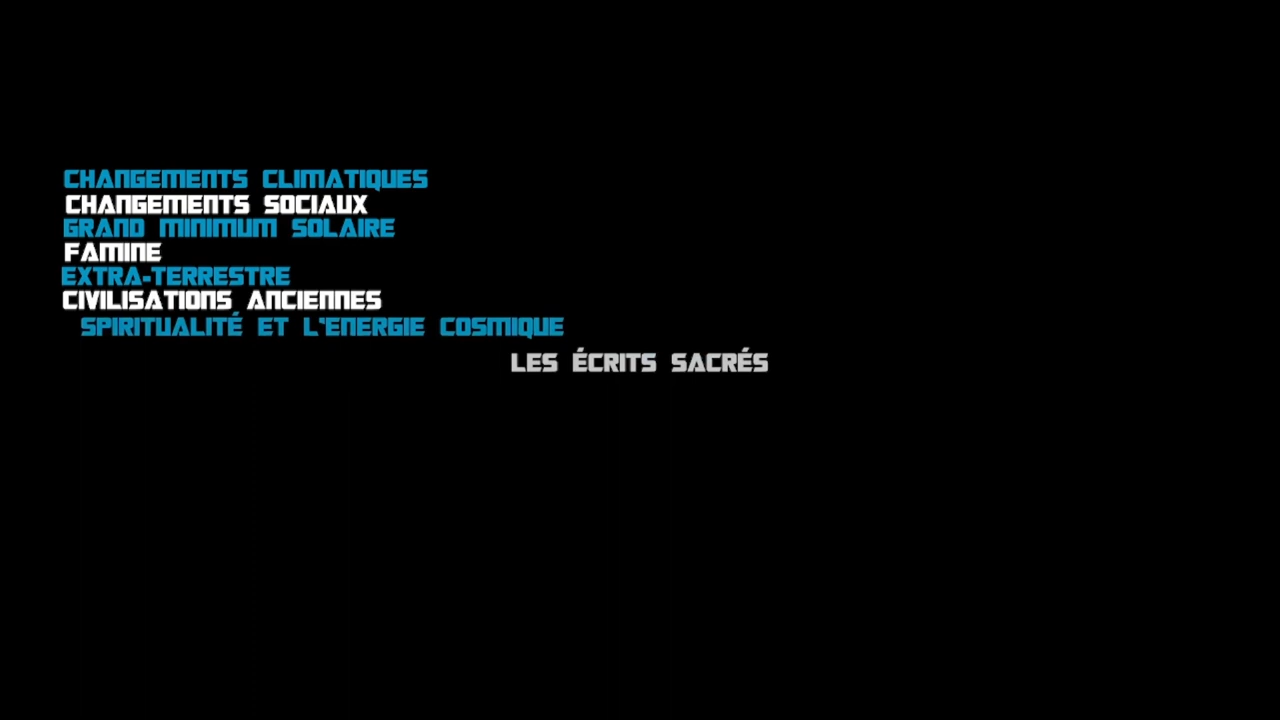 CHANGEMENTS CLIMATIQUES
CHANGEMENTS SOCIAUX
GRAND MINIMUM SOLAIRE
FAMINE
EXTRA-TERRESTRE
CIVILISATIONS ANCIENNES
SPIRITUALITÉ ET L'ENERGIE COSMIQUE
LES ÉCRITS SACRÉS